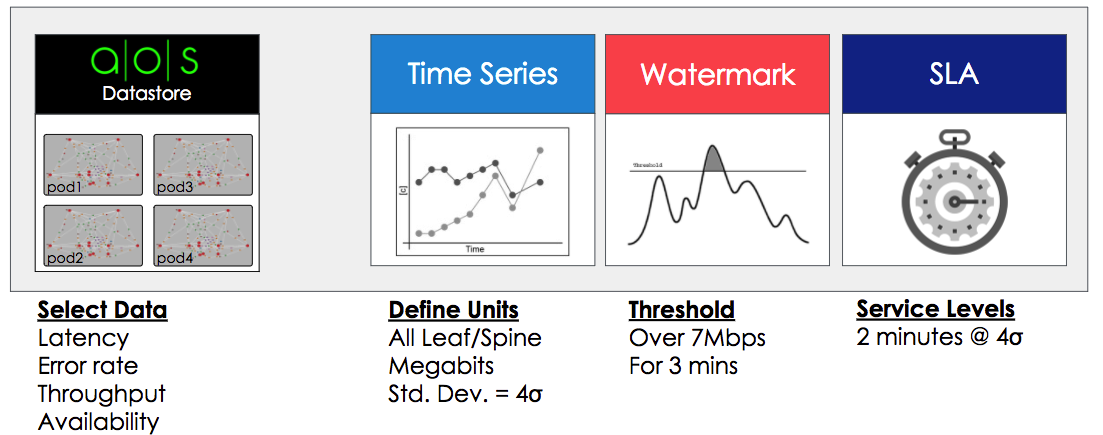 a|o|s
Datastore
pod1
pod3
pod2
pod4
Time Series
[c]
Time
Watermark
Threshold
SLA
Select Data
Latency
Error rate
Throughput
Availability
Define Units
All Leaf/Spine
Megabits
Std. Dev. = 4σ
Threshold
Over 7Mbps
For 3 mins
Service Levels
2 minutes @ 4σ